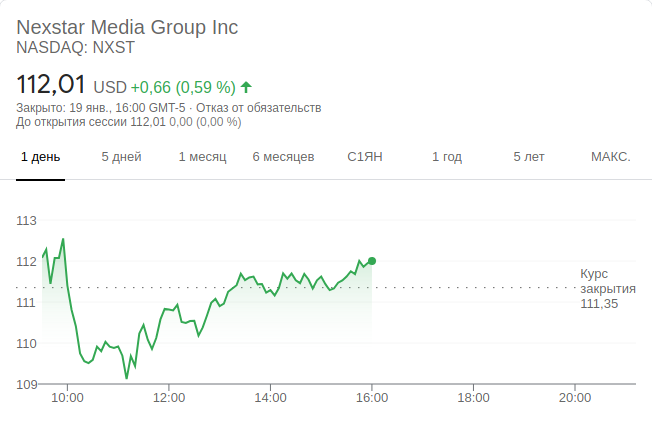 Nexstar Media Group Inc
NASDAQ: NXST
112,01 USD +0,66 (0,59 %)
Закрыто: 19 янв., 16:00 GMT-5 · Отказ от обязательств
До открытия сессии 112,01 0,00 (0,00 %)
1 день 5 дней 1 месяц 6 месяцев С1ЯН 1 год 5 лет МАКС.
113
112
111
110
109
Курс
закрытия
111,35
10:00 12:00 14:00 16:00 18:00 20:00